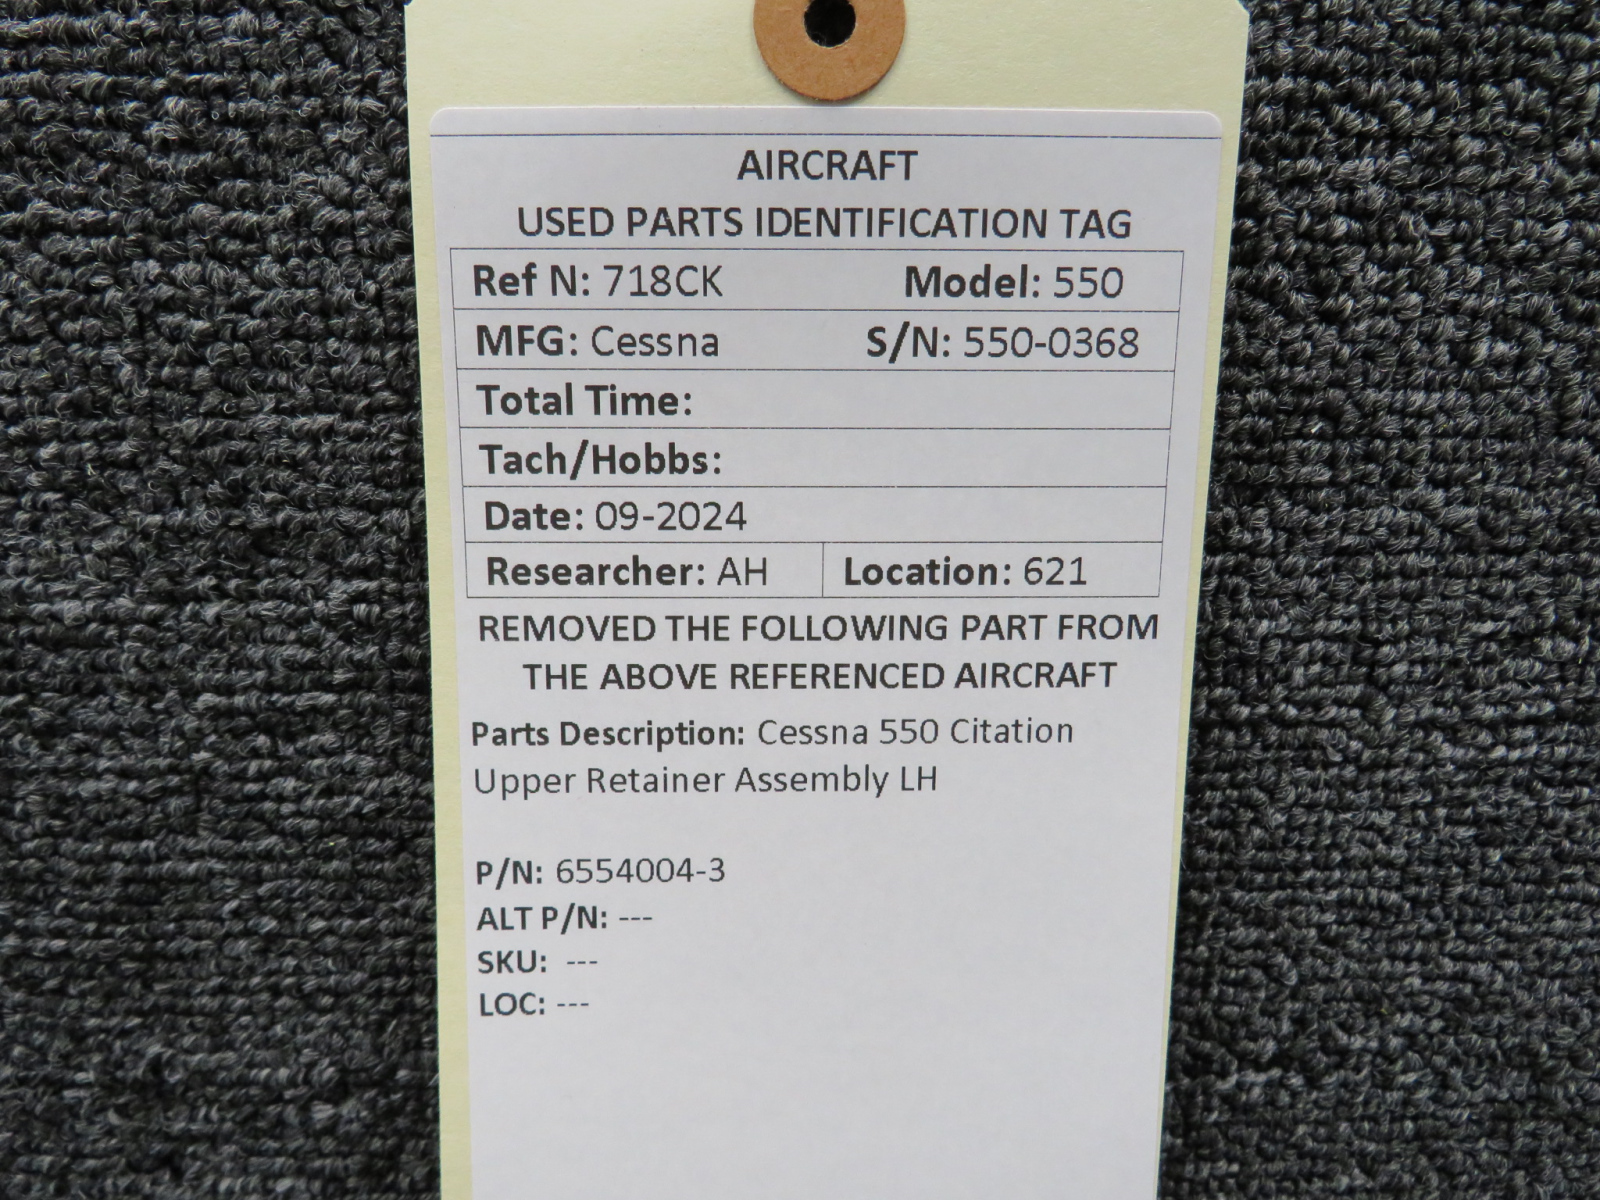 AIRCRAFT
USED PARTS IDENTIFICATION TAG
Ref N: 718CK Model: 550
MFG: Cessna S/N: 550-0368
Total Time:
Tach/Hobbs:
Date: 09-2024
Researcher: AH Location: 621
REMOVED THE FOLLOWING PART FROM
THE ABOVE REFERENCED AIRCRAFT
Parts Description: Cessna 550 Citation
Upper Retainer Assembly LH
P/N: 6554004-3
ALT P/N: ---
SKU: ---
LOC: ---